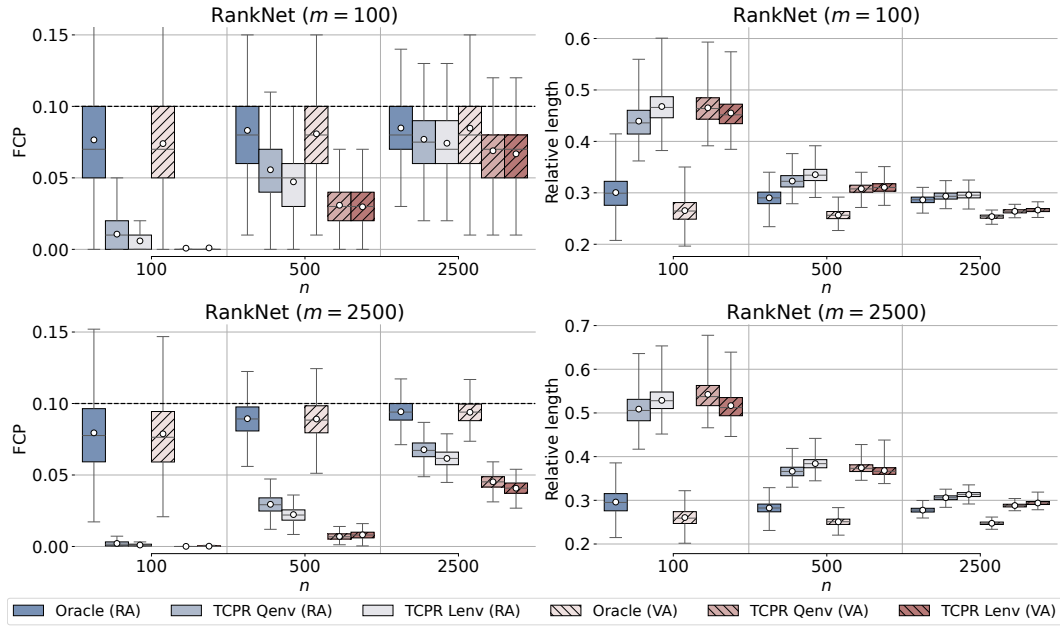 RankNet (m = 100)
0.15
0.10
0.05
0.00
FCP
100 500 2500
n
RankNet (m = 100)
0.6
0.5
0.4
0.3
0.2
Relative length
100 500 2500
n
RankNet (m = 2500)
0.15
0.10
0.05
0.00
FCP
100 500 2500
n
RankNet (m = 2500)
0.7
0.6
0.5
0.4
0.3
0.2
Relative length
100 500 2500
n
Oracle (RA) TCPR Qenv (RA) TCPR Lenv (RA) Oracle (VA) TCPR Qenv (VA) TCPR Lenv (VA)